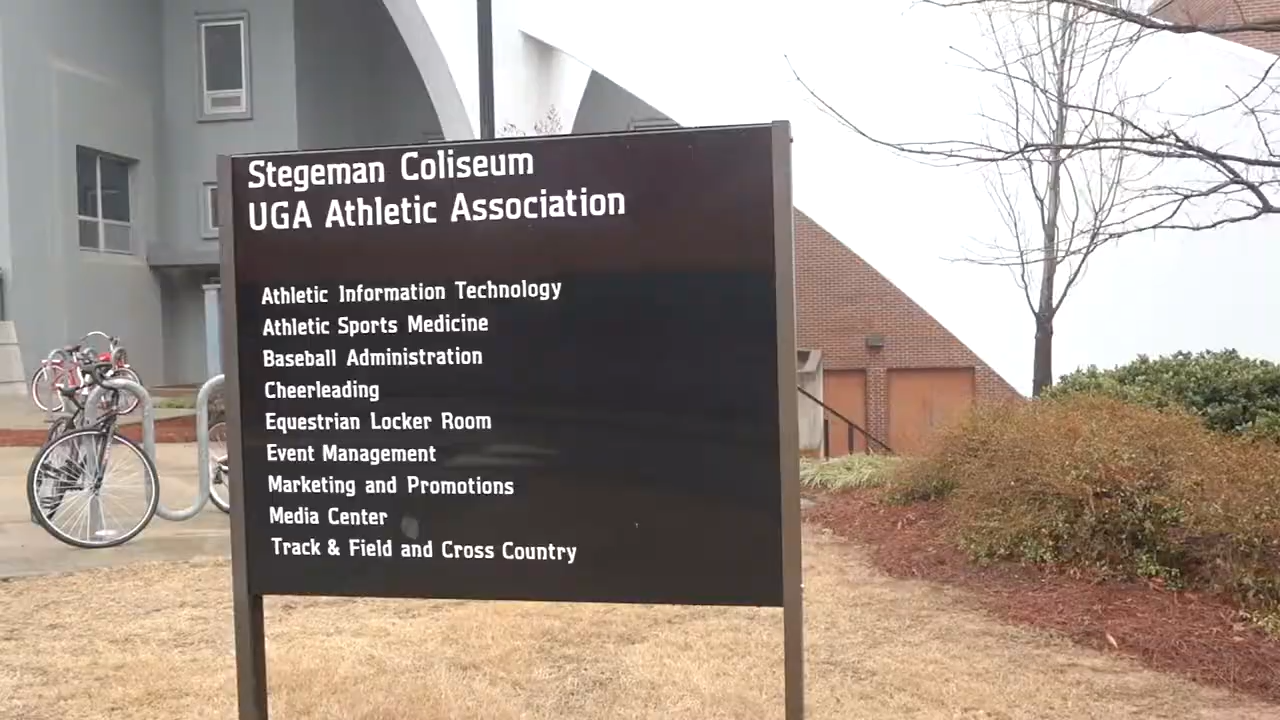 Stegeman Coliseum
UGA Athletic Association
Athletic Information Technology
Athletic Sports Medicine
Baseball Administration
Cheerleading
Equestrian Locker Room
Event Management
Marketing and Promotions
Media Center
Track & Field and Cross Country